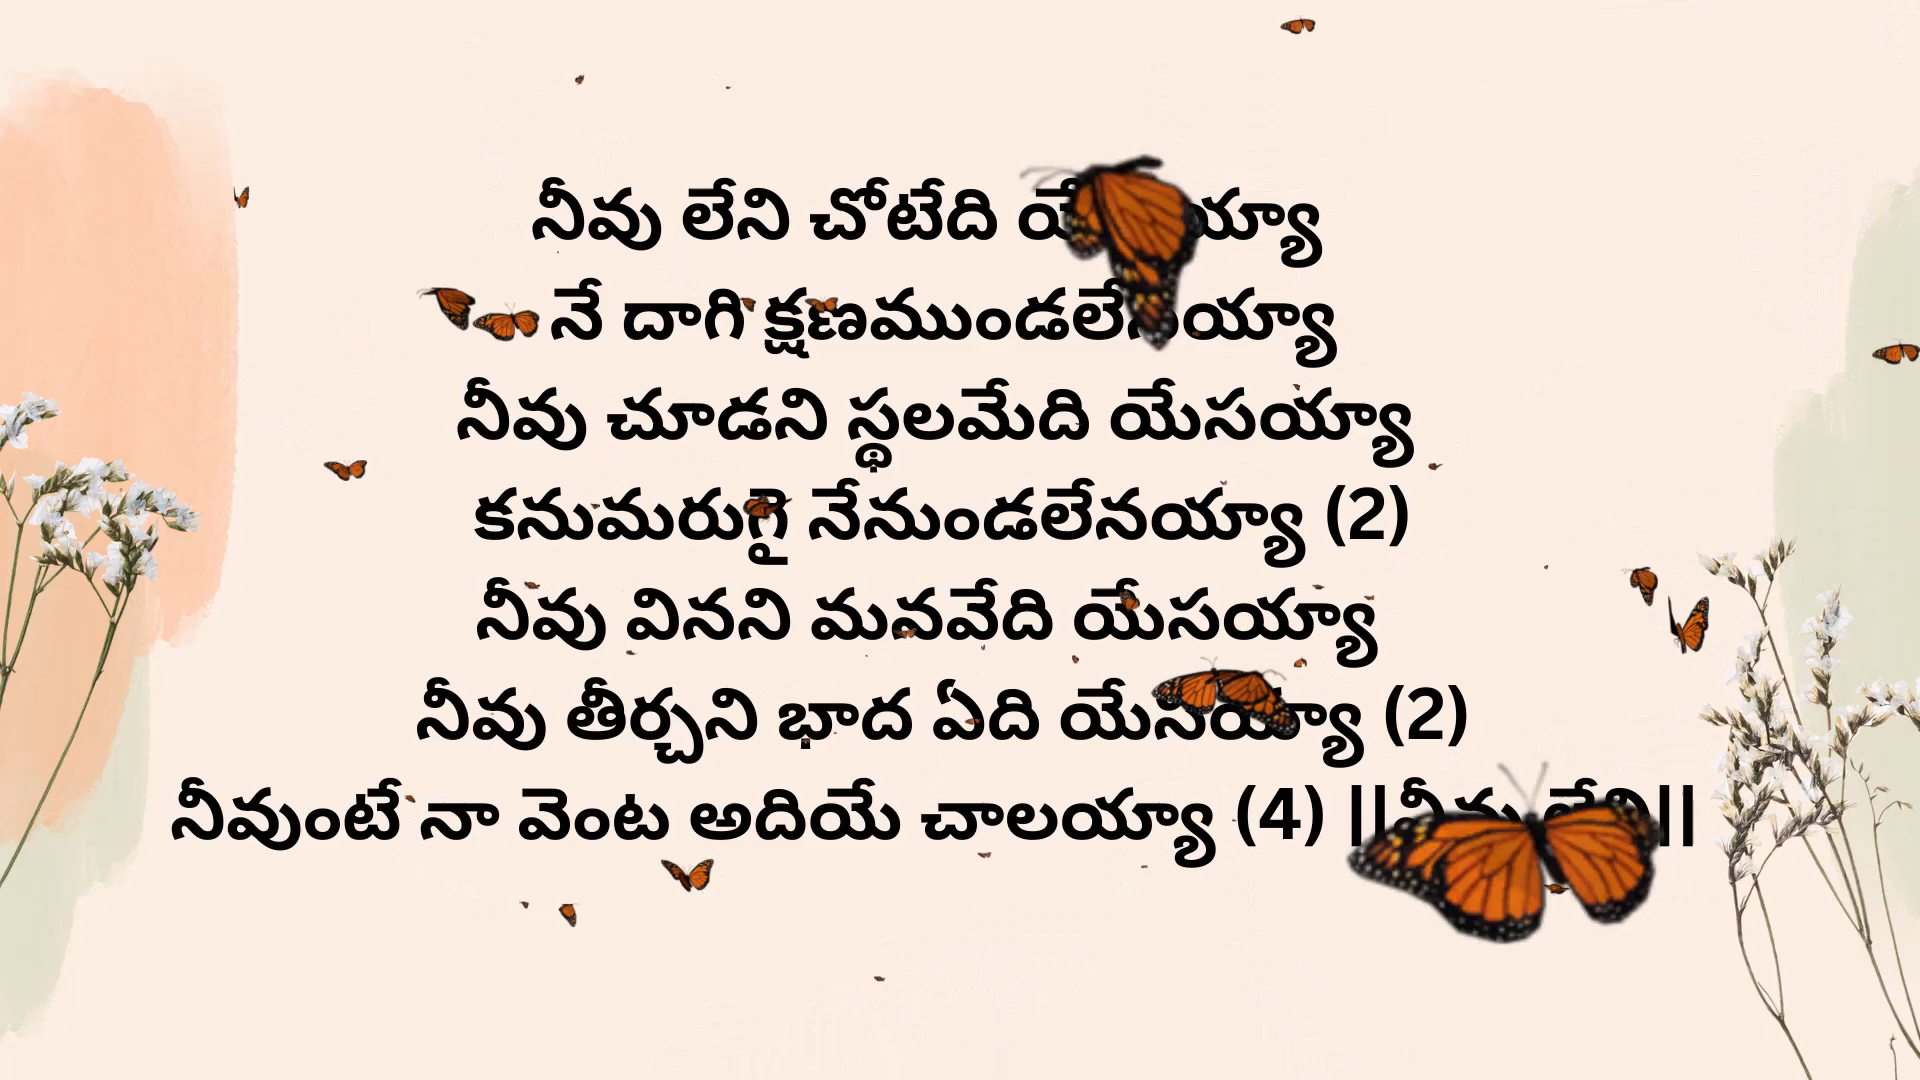 నీవు లేని చోటేది
నే దాగి క్షణముండలేనయ్యా
నీవు చూడని స్థలమేది యేసయ్యా
కనుమరుగై నేనుండలేనయ్యా (2)
నీవు వినని మనవేది యేసయ్యా
నీవు తీర్చని భాద ఏది యేసయ్యా (2)
నీవుంటే నా వెంట అదియే చాలయ్యా (4) ||నీవు లేని||